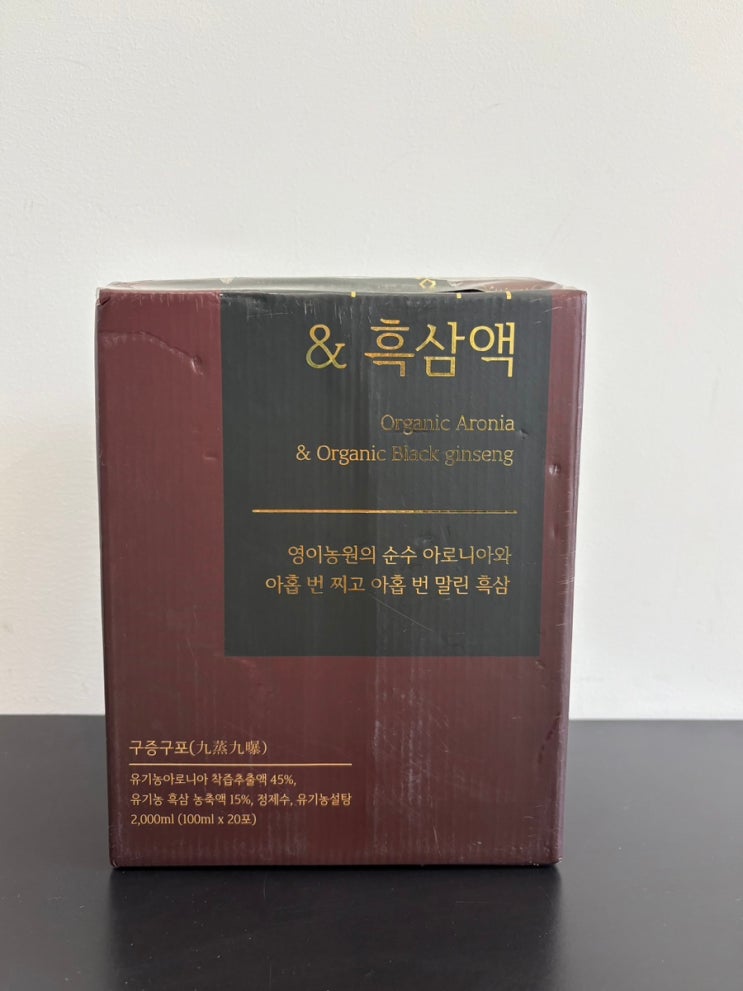 & 흑삼액
Organic Aronia
& Organic Black ginseng
영이농원의 순수 아로니아와
아홉 번 찌고 아홉 번 말린 흑삼
구증구포(九蒸九曝)
유기농아로니아 착즙추출액 45%,
유기농 흑삼 농축액 15%, 정제수, 유기농설탕
2,000ml (100ml x 20포)